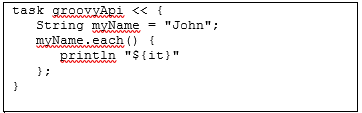 task groovyApi << {
String myName = "John";
myName.each() {
println "${it}"
};
}